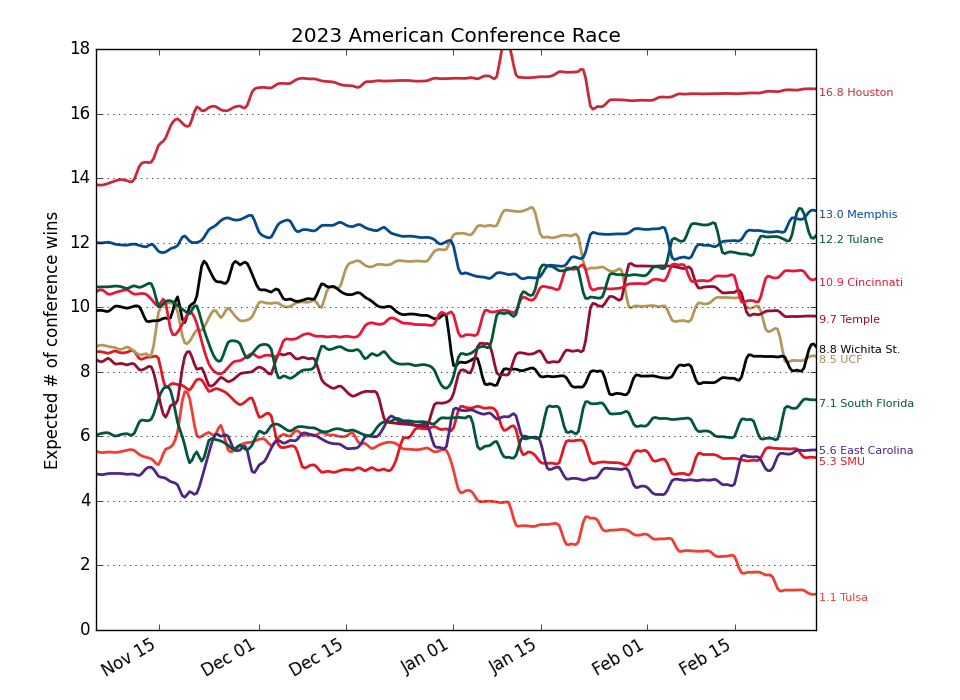 2023 American Conference Race
Expected # of conference wins
18
16
14
12
10
8
6
4
2
0
16.8 Houston
13.0 Memphis
12.2 Tulane
10.9 Cincinnati
9.7 Temple
8.8 Wichita St.
8.5 UCF
7.1 South Florida
5.6 East Carolina
5.3 SMU
1.1 Tulsa
Nov 15
Dec 01
Dec 15
Jan 01
Jan 15
Feb 01
Feb 15